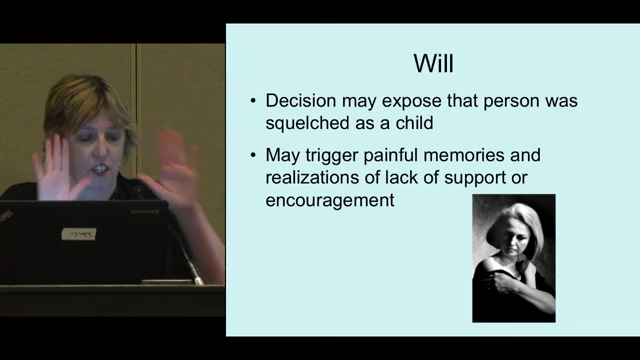 Will
• Decision may expose that person was
squelched as a child
• May trigger painful memories and
realizations of lack of support or
encouragement
lenovo